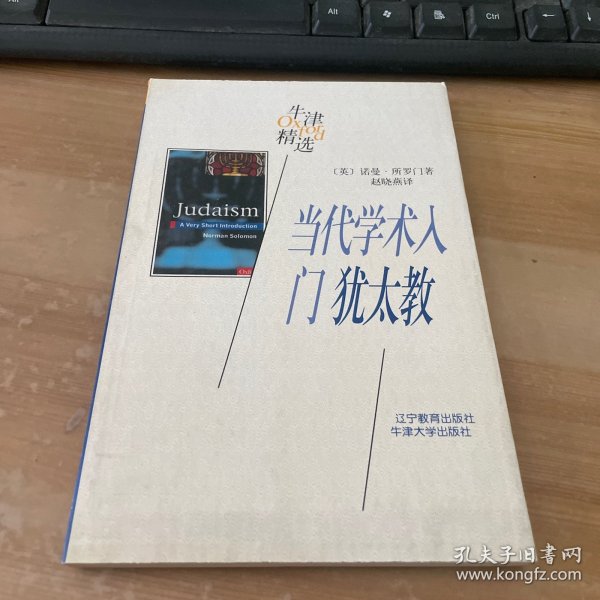 Alt
Ctrl
牛津
Oxford
精选
〔英〕诺曼·所罗门著
赵晓燕译
Judaism
A Very Short Introduction
Norman Solomon
当代学术入
门 犹太教
辽宁教育出版社
牛津大学出版社
孔夫子旧书网
www.kongfz.com